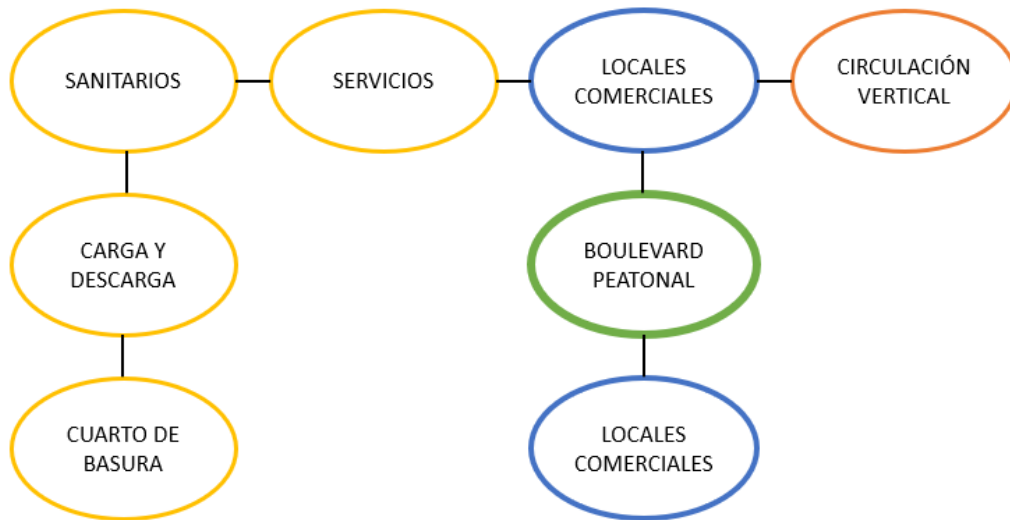 SANITARIOS
SERVICIOS
LOCALES
COMERCIALES
CIRCULACIÓN
VERTICAL
CARGA Y
DESCARGA
BOULEVARD
PEATONAL
CUARTO DE
BASURA
LOCALES
COMERCIALES